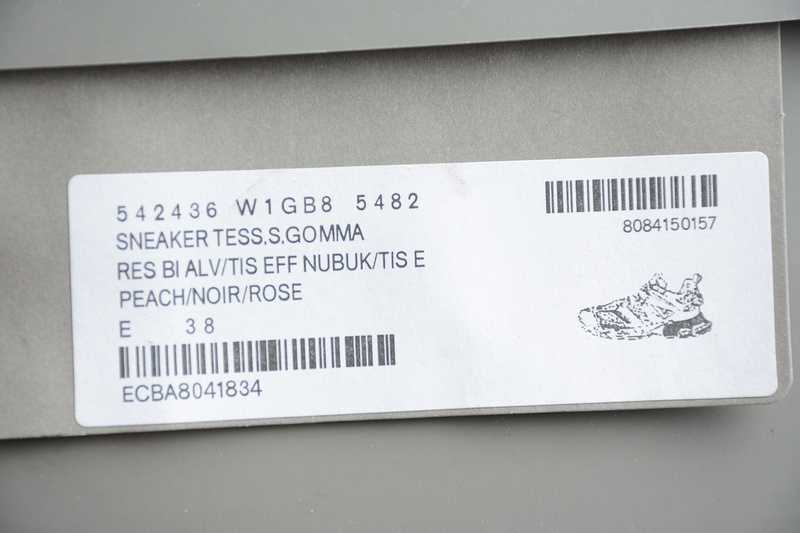 542436 W1GB8 5482
8084150157
SNEAKER TESS.S.GOMMA
RES BI ALV/TIS EFF NUBUK/TIS E
PEACH/NOIR/ROSE
E 38
ECBA8041834